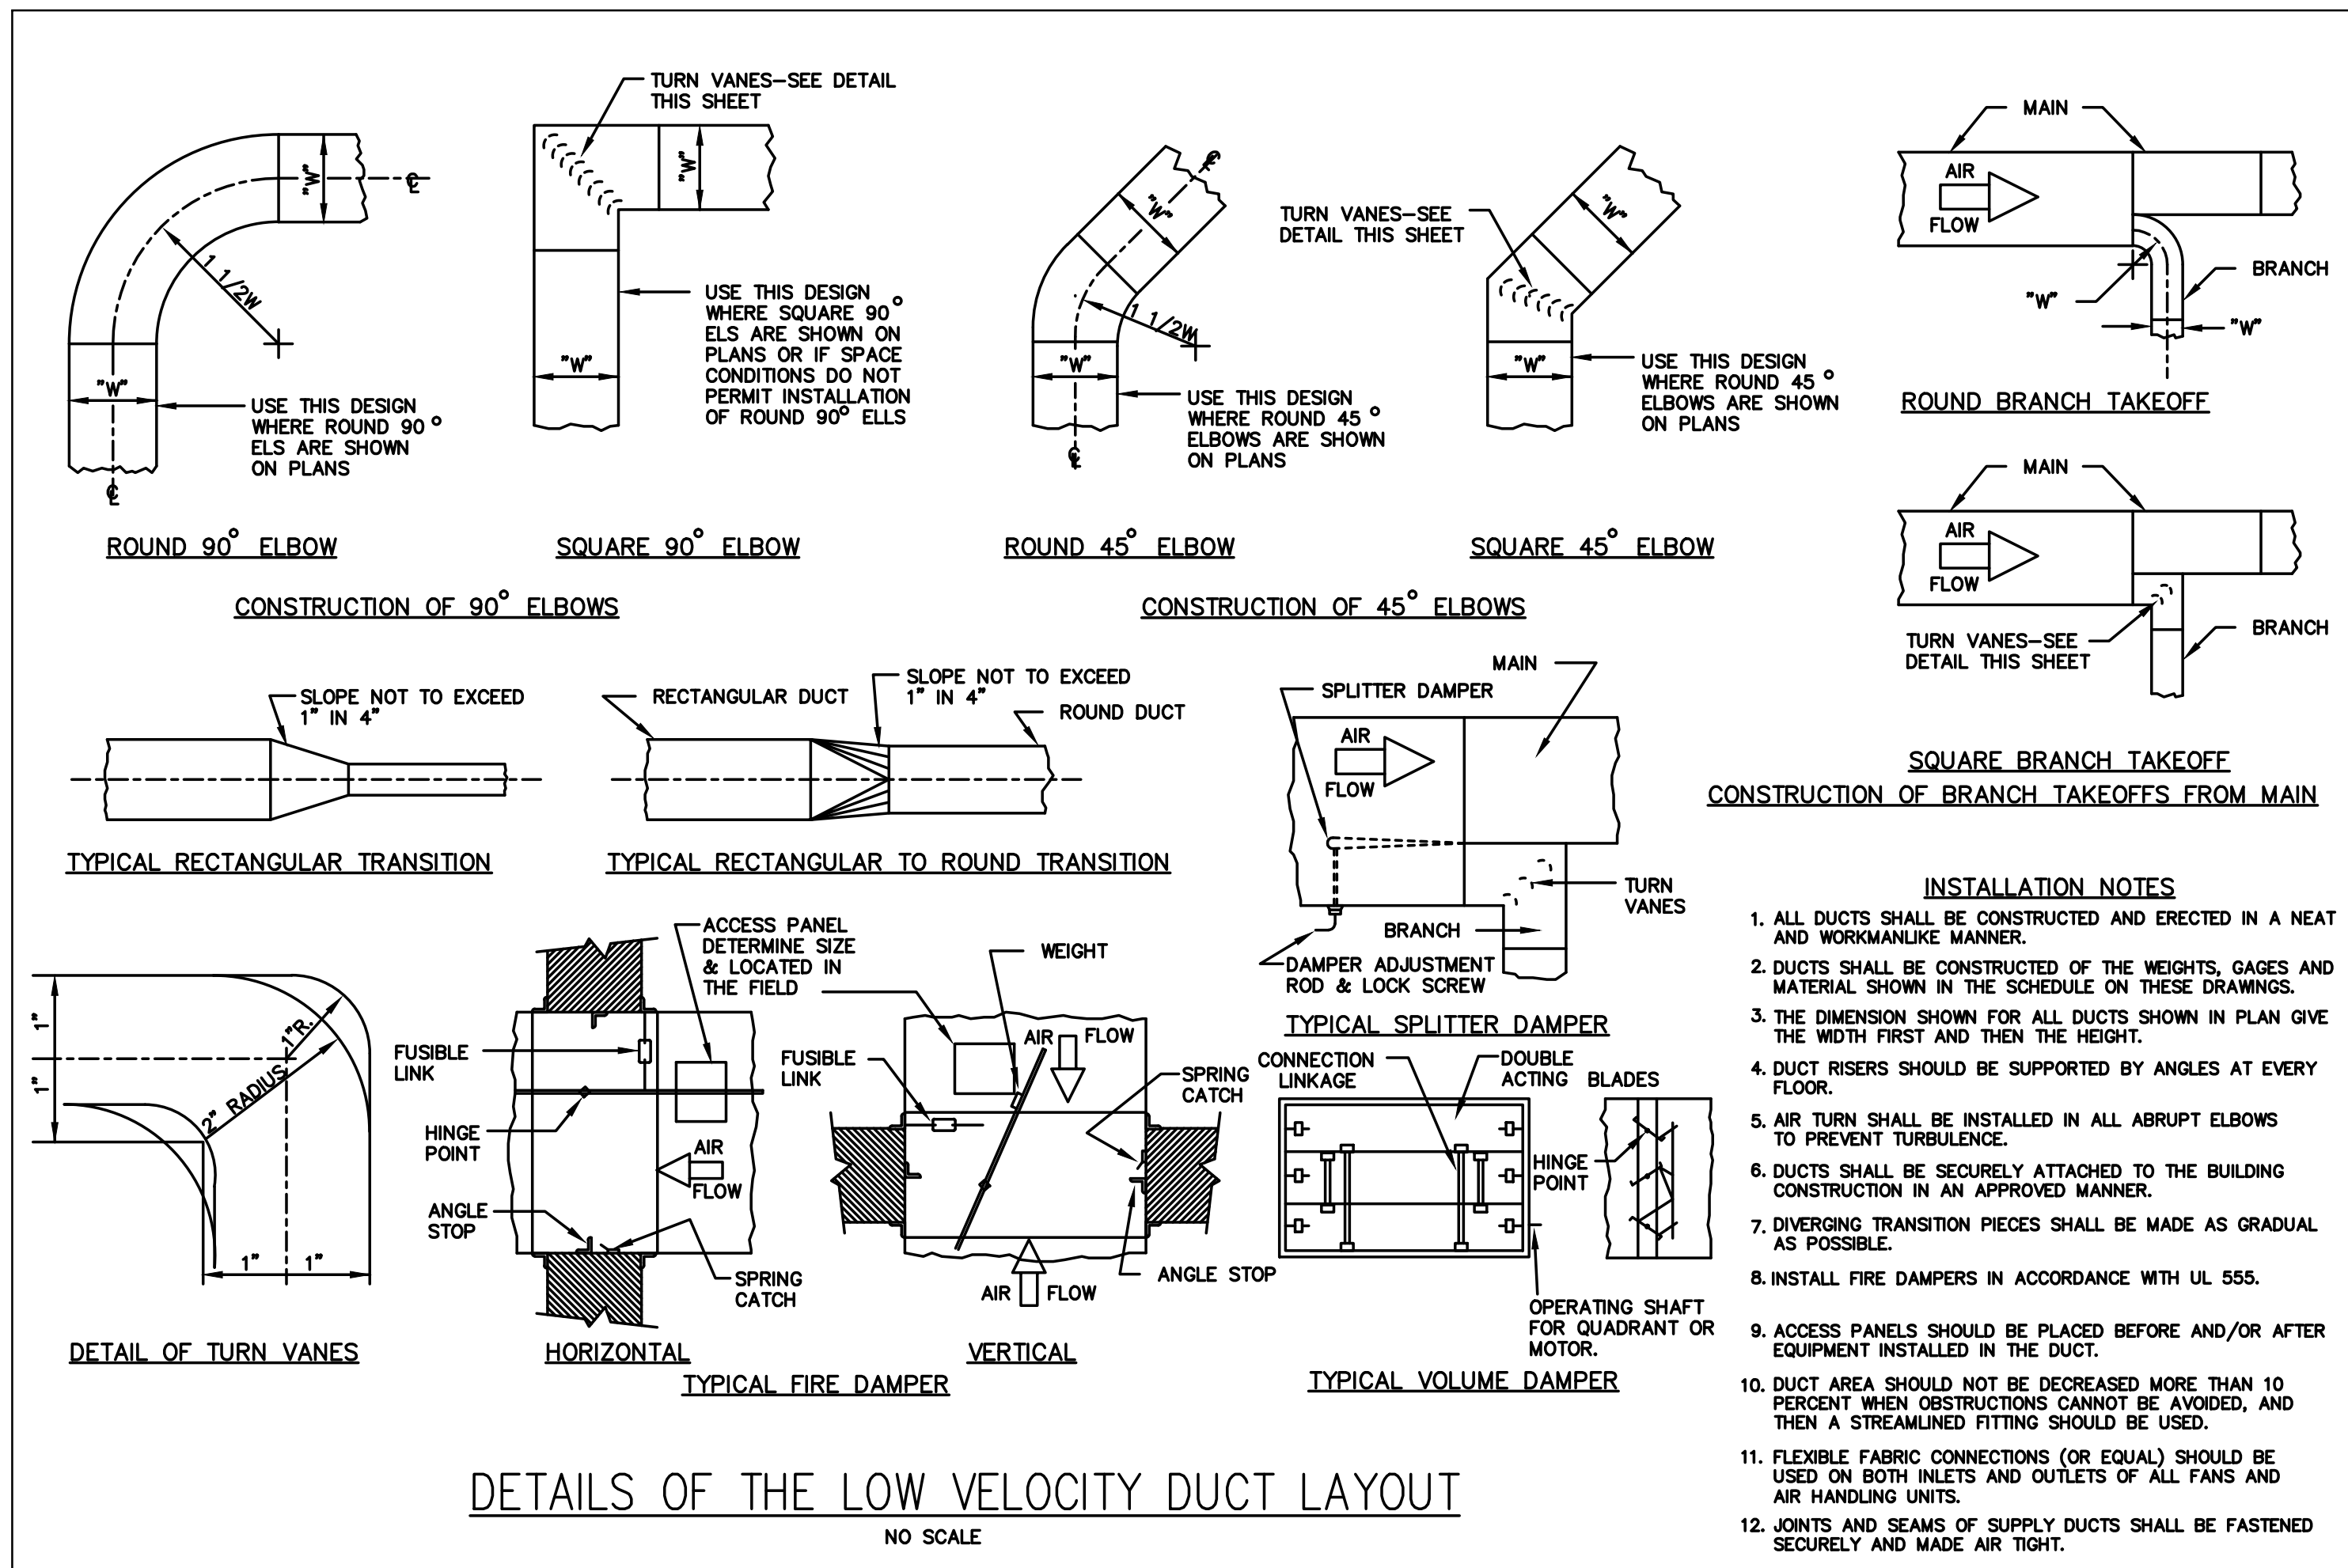 TURN VANES-SEE DETAIL
THIS SHEET
"W"
℄
1 1/2W
"W"
USE THIS DESIGN
WHERE ROUND 90°
ELS ARE SHOWN
ON PLANS
℄
ROUND 90° ELBOW
"W"
USE THIS DESIGN
WHERE SQUARE 90°
ELS ARE SHOWN ON
PLANS OR IF SPACE
CONDITIONS DO NOT
PERMIT INSTALLATION
OF ROUND 90° ELLS
"W"
SQUARE 90° ELBOW
CONSTRUCTION OF 90° ELBOWS
℄
"W"
1 1/2W
"W"
USE THIS DESIGN
WHERE ROUND 45°
ELBOWS ARE SHOWN
ON PLANS
℄
ROUND 45° ELBOW
TURN VANES-SEE
DETAIL THIS SHEET
"W"
"W"
USE THIS DESIGN
WHERE ROUND 45°
ELBOWS ARE SHOWN
ON PLANS
SQUARE 45° ELBOW
CONSTRUCTION OF 45° ELBOWS
MAIN
AIR
FLOW
BRANCH
"W"
"W"
ROUND BRANCH TAKEOFF
MAIN
AIR
FLOW
TURN VANES-SEE
DETAIL THIS SHEET
BRANCH
SQUARE BRANCH TAKEOFF
CONSTRUCTION OF BRANCH TAKEOFFS FROM MAIN
SLOPE NOT TO EXCEED
1" IN 4"
TYPICAL RECTANGULAR TRANSITION
RECTANGULAR DUCT
SLOPE NOT TO EXCEED
1" IN 4"
ROUND DUCT
TYPICAL RECTANGULAR TO ROUND TRANSITION
MAIN
SPLITTER DAMPER
AIR
FLOW
TURN
VANES
BRANCH
DAMPER ADJUSTMENT
ROD & LOCK SCREW
TYPICAL SPLITTER DAMPER
1"
1"
1"R.
2" RADIUS
1"
1"
DETAIL OF TURN VANES
ACCESS PANEL
DETERMINE SIZE
& LOCATED IN
THE FIELD
FUSIBLE
LINK
HINGE
POINT
AIR
FLOW
ANGLE
STOP
SPRING
CATCH
HORIZONTAL
WEIGHT
AIR
FLOW
FUSIBLE
LINK
SPRING
CATCH
ANGLE STOP
AIR
FLOW
VERTICAL
TYPICAL FIRE DAMPER
CONNECTION
LINKAGE
DOUBLE
ACTING
BLADES
HINGE
POINT
OPERATING SHAFT
FOR QUADRANT OR
MOTOR.
TYPICAL VOLUME DAMPER
INSTALLATION NOTES
1. ALL DUCTS SHALL BE CONSTRUCTED AND ERECTED IN A NEAT
AND WORKMANLIKE MANNER.
2. DUCTS SHALL BE CONSTRUCTED OF THE WEIGHTS, GAGES AND
MATERIAL SHOWN IN THE SCHEDULE ON THESE DRAWINGS.
3. THE DIMENSION SHOWN FOR ALL DUCTS SHOWN IN PLAN GIVE
THE WIDTH FIRST AND THEN THE HEIGHT.
4. DUCT RISERS SHOULD BE SUPPORTED BY ANGLES AT EVERY
FLOOR.
5. AIR TURN SHALL BE INSTALLED IN ALL ABRUPT ELBOWS
TO PREVENT TURBULENCE.
6. DUCTS SHALL BE SECURELY ATTACHED TO THE BUILDING
CONSTRUCTION IN AN APPROVED MANNER.
7. DIVERGING TRANSITION PIECES SHALL BE MADE AS GRADUAL
AS POSSIBLE.
8. INSTALL FIRE DAMPERS IN ACCORDANCE WITH UL 555.
9. ACCESS PANELS SHOULD BE PLACED BEFORE AND/OR AFTER
EQUIPMENT INSTALLED IN THE DUCT.
10. DUCT AREA SHOULD NOT BE DECREASED MORE THAN 10
PERCENT WHEN OBSTRUCTIONS CANNOT BE AVOIDED, AND
THEN A STREAMLINED FITTING SHOULD BE USED.
11. FLEXIBLE FABRIC CONNECTIONS (OR EQUAL) SHOULD BE
USED ON BOTH INLETS AND OUTLETS OF ALL FANS AND
AIR HANDLING UNITS.
12. JOINTS AND SEAMS OF SUPPLY DUCTS SHALL BE FASTENED
SECURELY AND MADE AIR TIGHT.
DETAILS OF THE LOW VELOCITY DUCT LAYOUT
NO SCALE